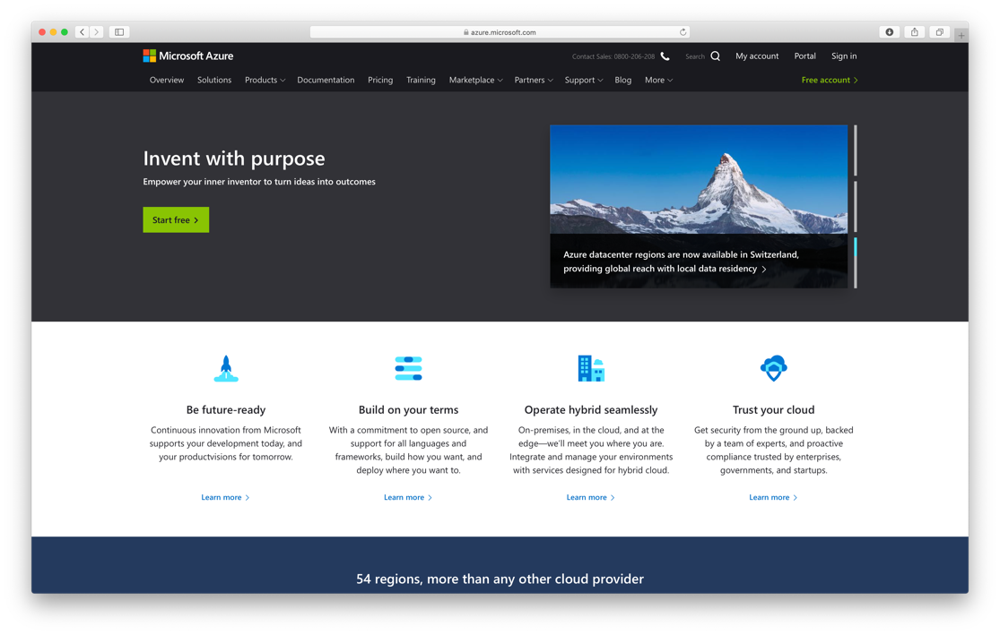 azure.microsoft.com
Microsoft Azure
Contact Sales: 0800-206-208
Search
My account
Portal
Sign in
Overview
Solutions
Products
Documentation
Pricing
Training
Marketplace
Partners
Support
Blog
More
Free account
Invent with purpose
Empower your inner inventor to turn ideas into outcomes
Start free
Azure datacenter regions are now available in Switzerland,
providing global reach with local data residency
Be future-ready
Continuous innovation from Microsoft
supports your development today, and
your productvisions for tomorrow.
Learn more
Build on your terms
With a commitment to open source, and
support for all languages and
frameworks, build how you want, and
deploy where you want to.
Learn more
Operate hybrid seamlessly
On-premises, in the cloud, and at the
edge—we'll meet you where you are.
Integrate and manage your environments
with services designed for hybrid cloud.
Learn more
Trust your cloud
Get security from the ground up, backed
by a team of experts, and proactive
compliance trusted by enterprises,
governments, and startups.
Learn more
54 regions, more than any other cloud provider